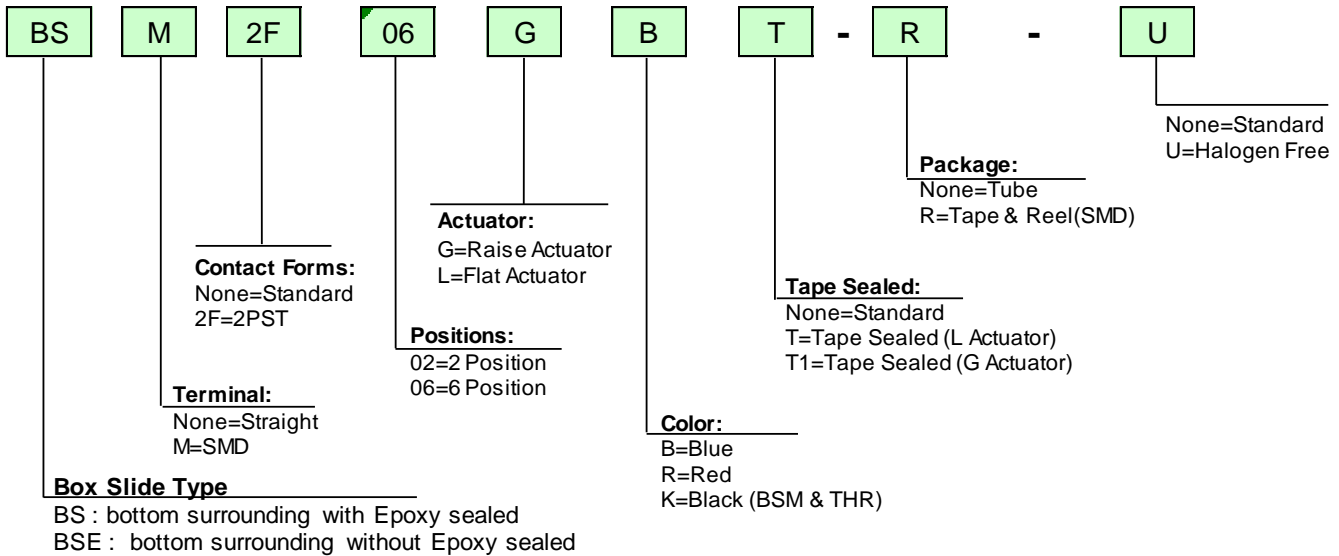 BS M 2F 06 G B T - R - U
None=Standard
U=Halogen Free
Package:
None=Tube
R=Tape & Reel(SMD)
Actuator:
G=Raise Actuator
L=Flat Actuator
Contact Forms:
None=Standard
2F=2PST
Tape Sealed:
None=Standard
T=Tape Sealed (L Actuator)
T1=Tape Sealed (G Actuator)
Positions:
02=2 Position
06=6 Position
Terminal:
None=Straight
M=SMD
Color:
B=Blue
R=Red
K=Black (BSM & THR)
Box Slide Type
BS : bottom surrounding with Epoxy sealed
BSE : bottom surrounding without Epoxy sealed